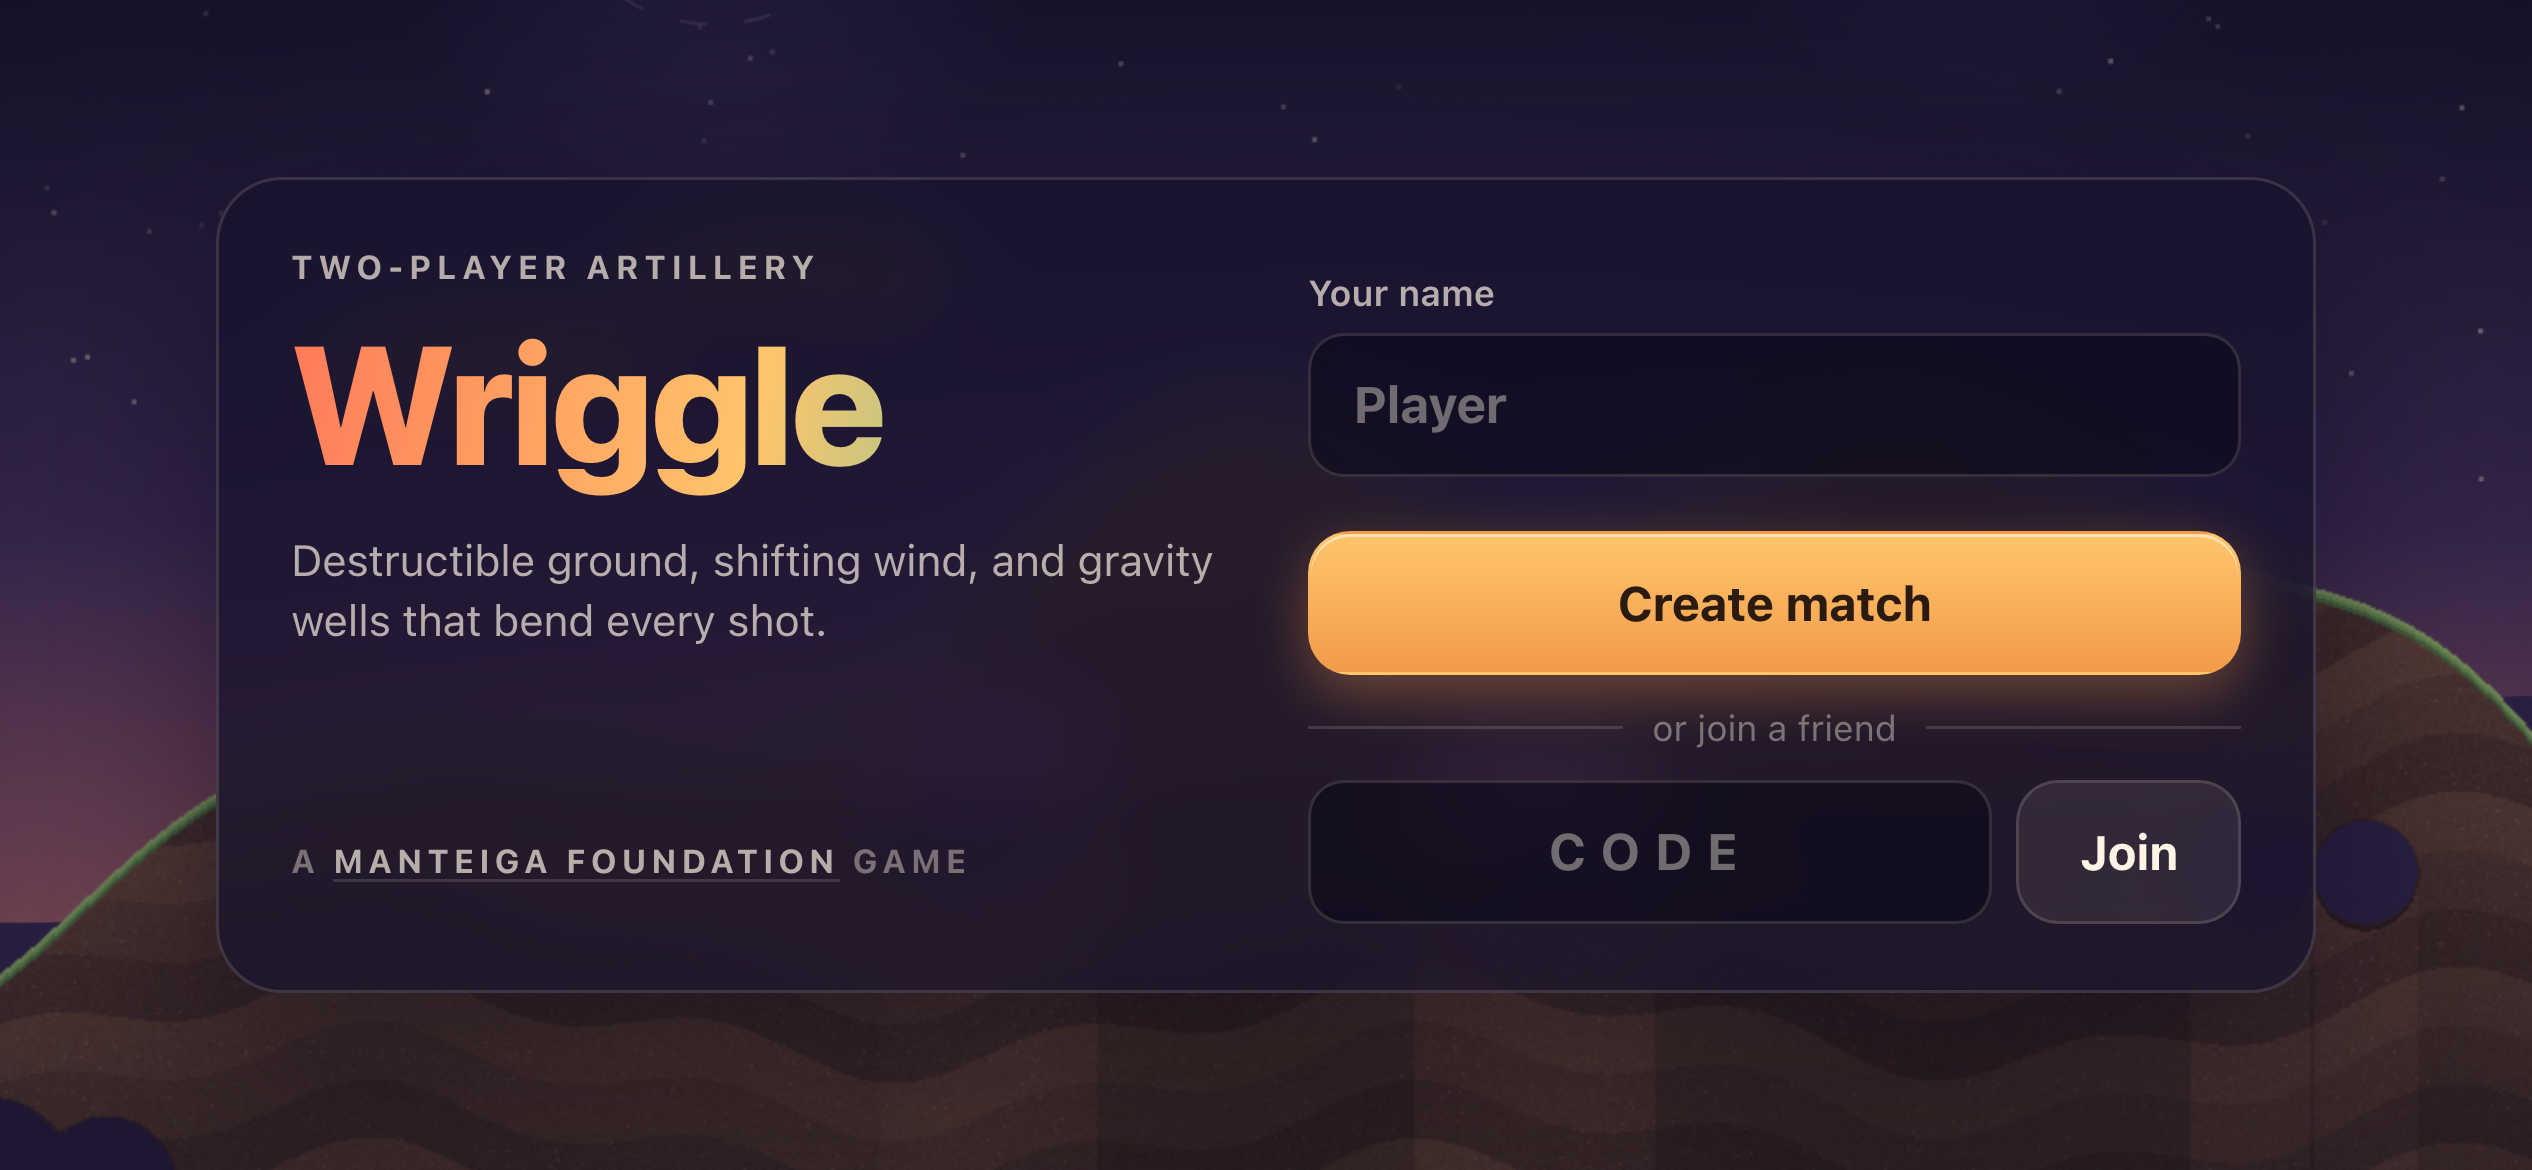 TWO-PLAYER ARTILLERY
Wriggle
Destructible ground, shifting wind, and gravity
wells that bend every shot.
A MANTEIGA FOUNDATION GAME
Your name
Player
Create match
or join a friend
CODE
Join